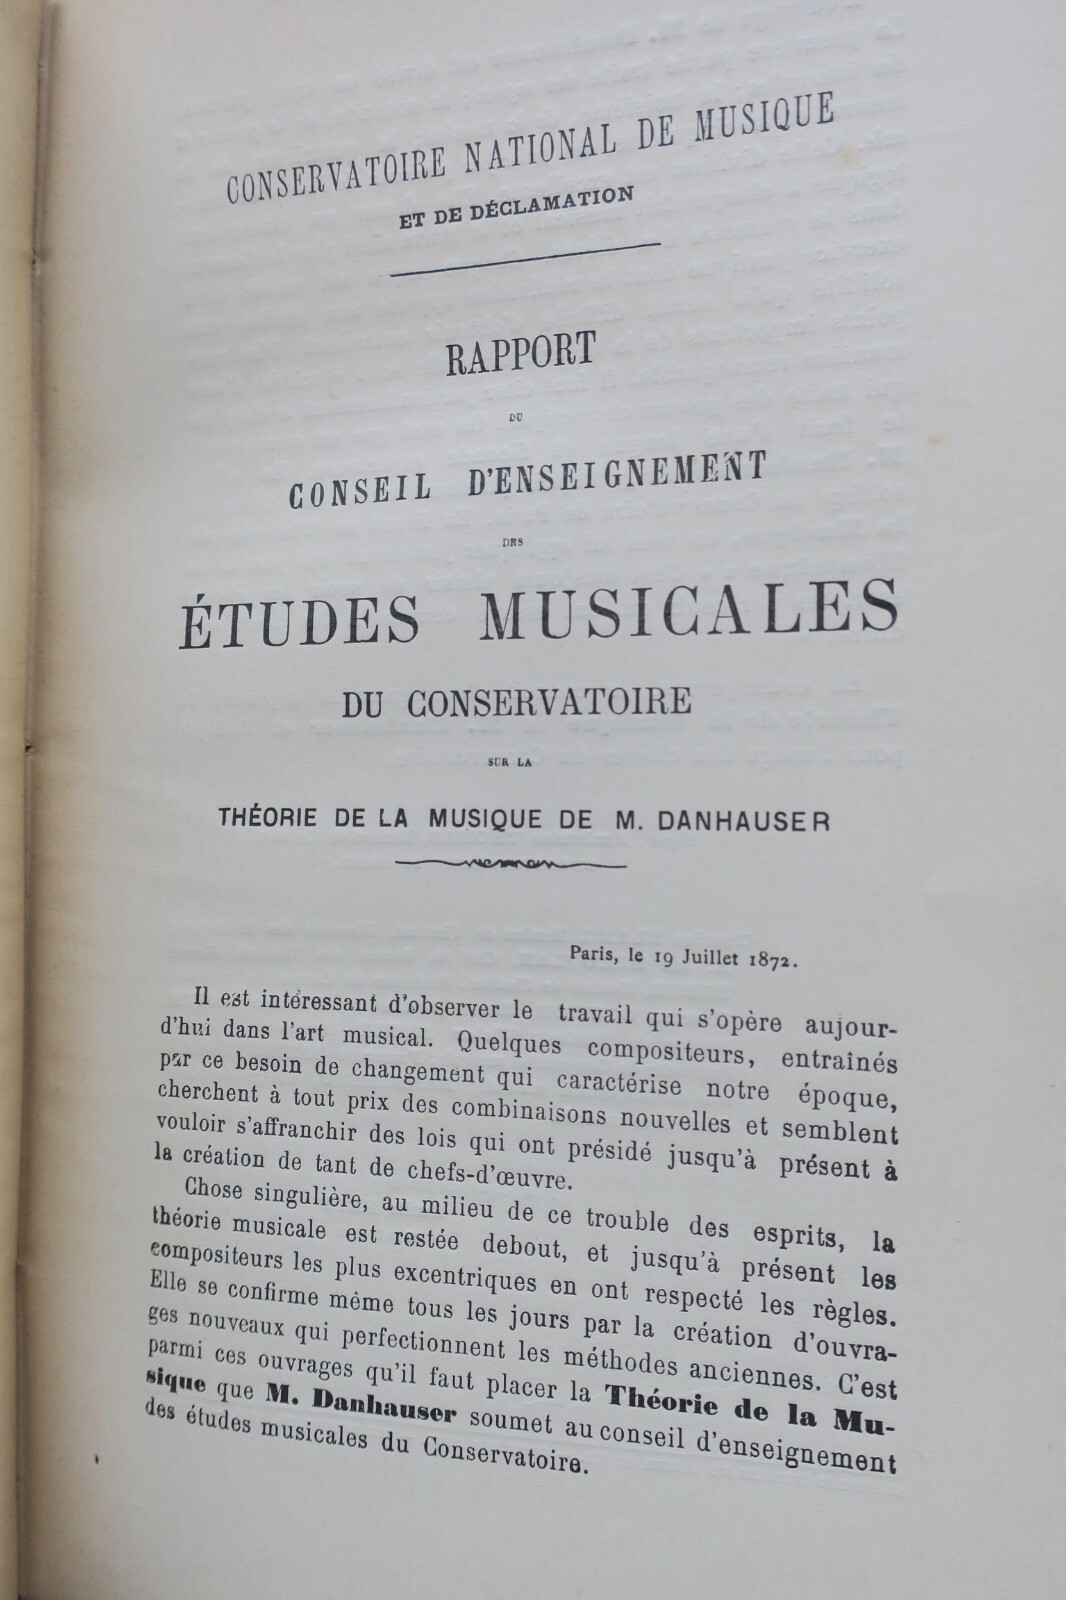 CONSERVATOIRE NATIONAL DE MUSIQUE
ET DE DÉCLAMATION
RAPPORT
DU
CONSEIL D'ENSEIGNEMENT
DES
ÉTUDES MUSICALES
DU CONSERVATOIRE
SUR LA
THÉORIE DE LA MUSIQUE DE M. DANHAUSER
Paris, le 19 Juillet 1872.
Il est intéressant d'observer le travail qui s'opère aujour-
d'hui dans l'art musical. Quelques compositeurs, entraînés
par ce besoin de changement qui caractérise notre époque,
cherchent à tout prix des combinaisons nouvelles et semblent
vouloir s'affranchir des lois qui ont présidé jusqu'à présent à
la création de tant de chefs-d'œuvre.
Chose singulière, au milieu de ce trouble des esprits, la
théorie musicale est restée debout, et jusqu'à présent les
compositeurs les plus excentriques en ont respecté les règles.
Elle se confirme même tous les jours par la création d'ouvra-
ges nouveaux qui perfectionnent les méthodes anciennes. C'est
parmi ces ouvrages qu'il faut placer la Théorie de la Mu-
sique que M. Danhauser soumet au conseil d'enseignement
des études musicales du Conservatoire.